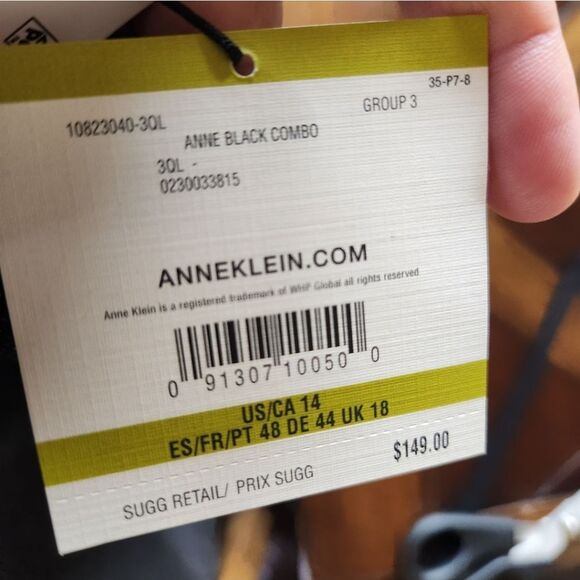 35-P7-8
10823040-3QL GROUP 3
ANNE BLACK COMBO
3QL -
0230033815
ANNEKLEIN.COM
Anne Klein is a registered trademark of WHP Global all rights reserved
0 91307 10050 0
US/CA 14
ES/FR/PT 48 DE 44 UK 18
$149.00
SUGG RETAIL/ PRIX SUGG